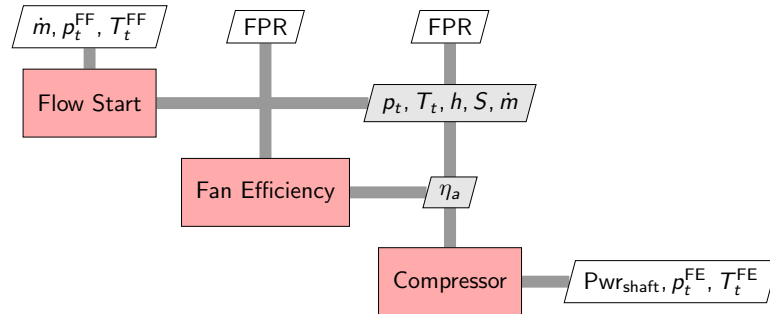 ṁ, p_t^FF, T_t^FF
FPR
FPR
Flow Start
p_t, T_t, h, S, ṁ
Fan Efficiency
η_a
Compressor
Pwr_shaft, p_t^FE, T_t^FE